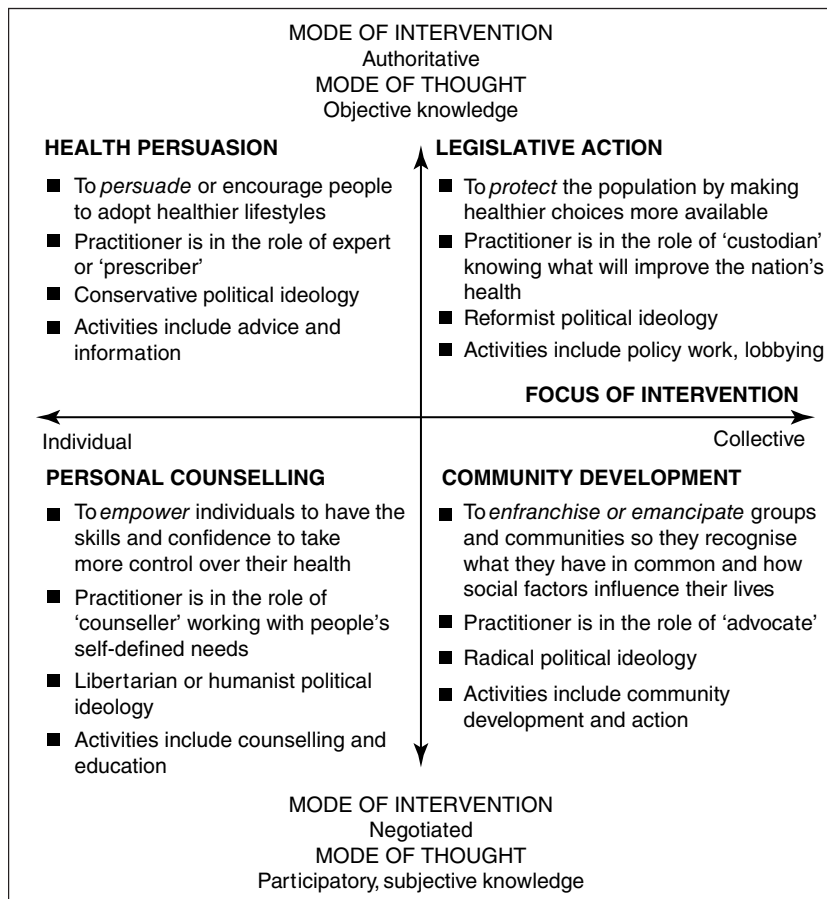 MODE OF INTERVENTION
Authoritative
MODE OF THOUGHT
Objective knowledge
HEALTH PERSUASION
■ To persuade or encourage people
to adopt healthier lifestyles
■ Practitioner is in the role of expert
or ‘prescriber’
■ Conservative political ideology
■ Activities include advice and
information
LEGISLATIVE ACTION
■ To protect the population by making
healthier choices more available
■ Practitioner is in the role of ‘custodian’
knowing what will improve the nation’s
health
■ Reformist political ideology
■ Activities include policy work, lobbying
FOCUS OF INTERVENTION
Individual
Collective
PERSONAL COUNSELLING
■ To empower individuals to have the
skills and confidence to take
more control over their health
■ Practitioner is in the role of
‘counseller’ working with people’s
self-defined needs
■ Libertarian or humanist political
ideology
■ Activities include counselling and
education
COMMUNITY DEVELOPMENT
■ To enfranchise or emancipate groups
and communities so they recognise
what they have in common and how
social factors influence their lives
■ Practitioner is in the role of ‘advocate’
■ Radical political ideology
■ Activities include community
development and action
MODE OF INTERVENTION
Negotiated
MODE OF THOUGHT
Participatory, subjective knowledge